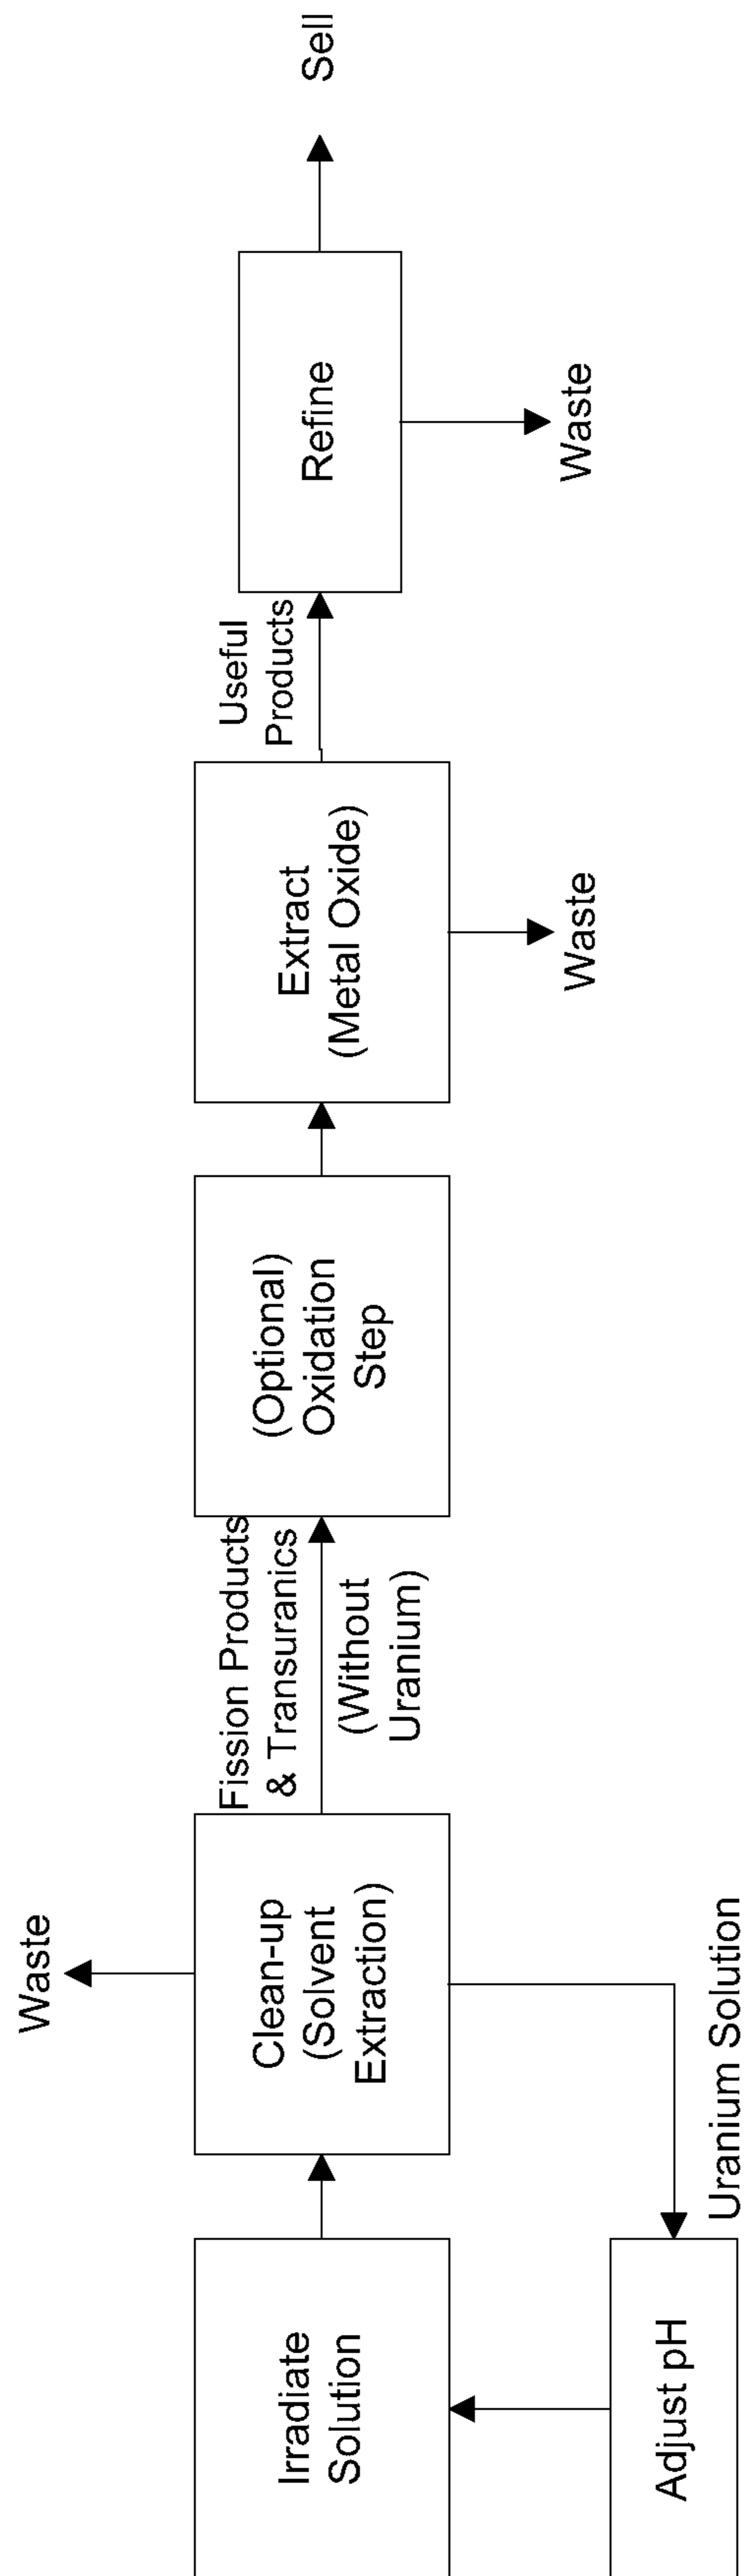 Irradiate
Solution
Adjust pH
Uranium Solution
Waste
Clean-up
(Solvent
Extraction)
Fission Products
& Transuranics
(Without
Uranium)
(Optional)
Oxidation
Step
Extract
(Metal Oxide)
Waste
Useful
Products
Refine
Waste
Sell